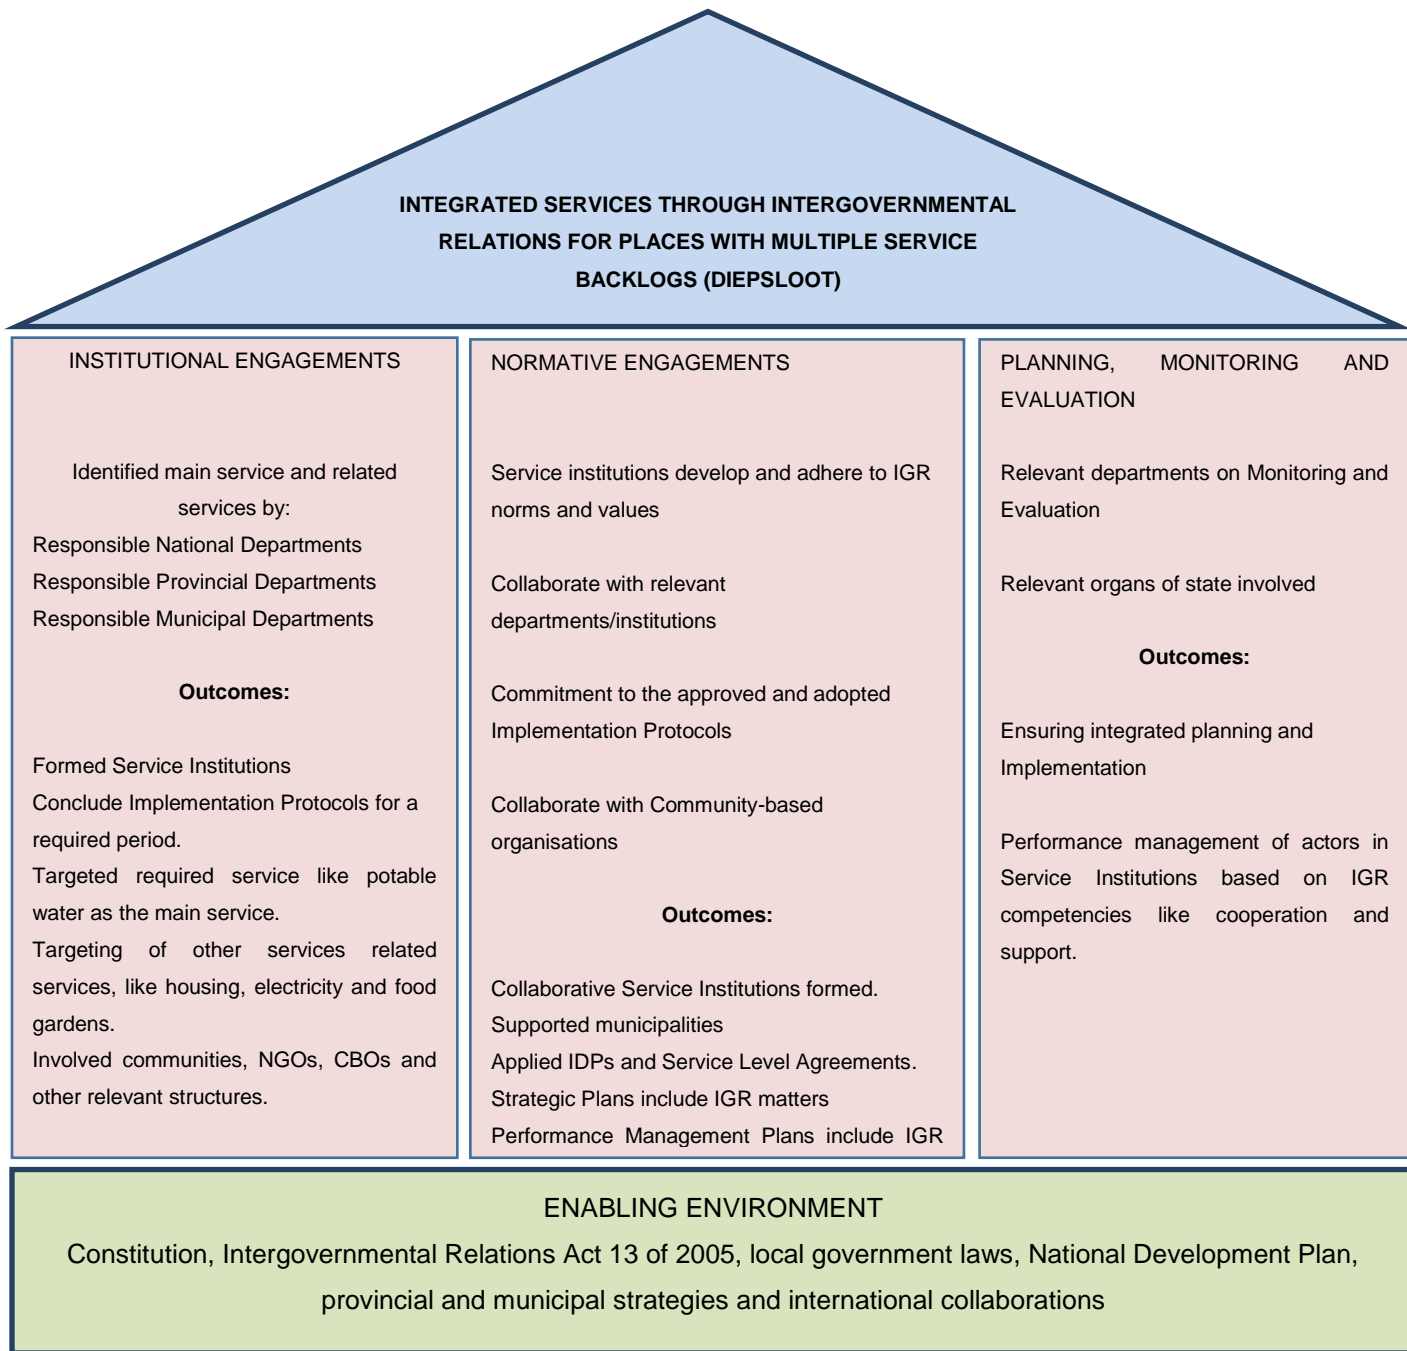 INTEGRATED SERVICES THROUGH INTERGOVERNMENTAL
RELATIONS FOR PLACES WITH MULTIPLE SERVICE
BACKLOGS (DIEPSLOOT)
INSTITUTIONAL ENGAGEMENTS
Identified main service and related
services by:
Responsible National Departments
Responsible Provincial Departments
Responsible Municipal Departments
Outcomes:
Formed Service Institutions
Conclude Implementation Protocols for a
required period.
Targeted required service like potable
water as the main service.
Targeting of other services related
services, like housing, electricity and food
gardens.
Involved communities, NGOs, CBOs and
other relevant structures.
NORMATIVE ENGAGEMENTS
Service institutions develop and adhere to IGR
norms and values
Collaborate with relevant
departments/institutions
Commitment to the approved and adopted
Implementation Protocols
Collaborate with Community-based
organisations
Outcomes:
Collaborative Service Institutions formed.
Supported municipalities
Applied IDPs and Service Level Agreements.
Strategic Plans include IGR matters
Performance Management Plans include IGR
PLANNING, MONITORING AND
EVALUATION
Relevant departments on Monitoring and
Evaluation
Relevant organs of state involved
Outcomes:
Ensuring integrated planning and
Implementation
Performance management of actors in
Service Institutions based on IGR
competencies like cooperation and
support.
ENABLING ENVIRONMENT
Constitution, Intergovernmental Relations Act 13 of 2005, local government laws, National Development Plan,
provincial and municipal strategies and international collaborations